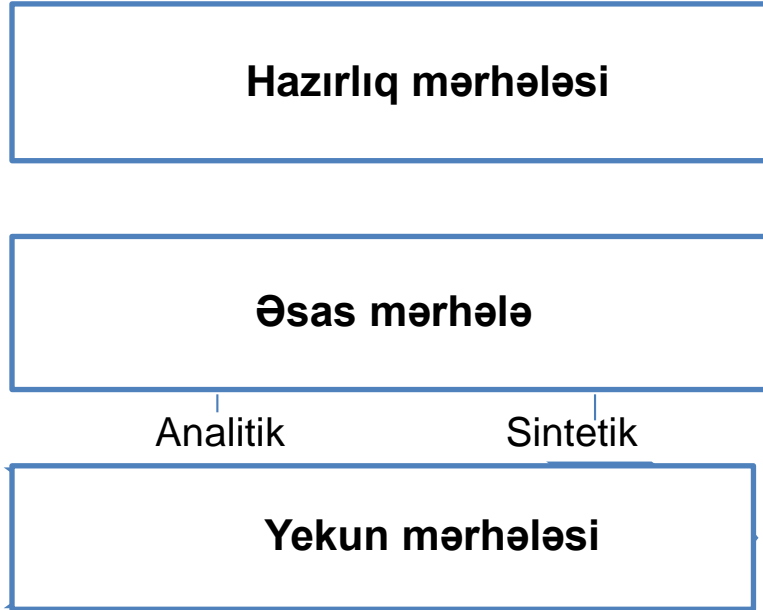 Hazırlıq mərhələsi
Əsas mərhələ
Analitik Sintetik
Yekun mərhələsi